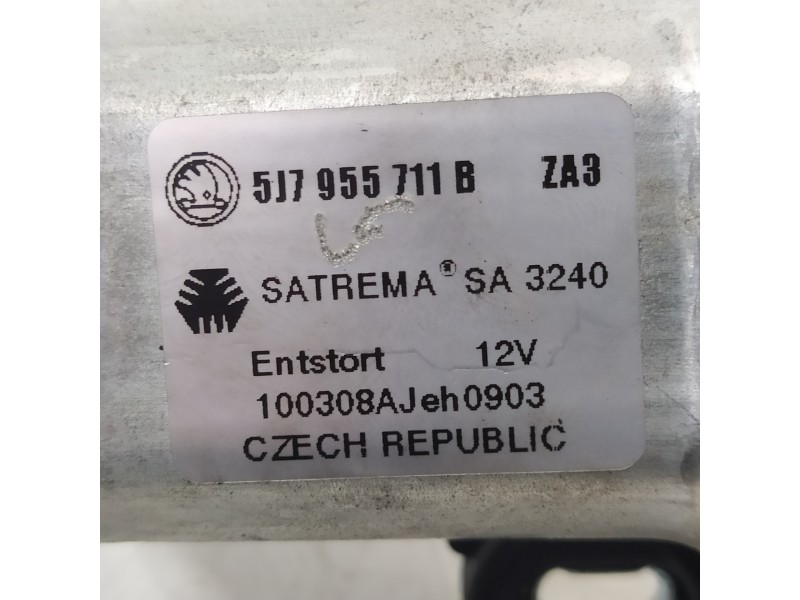 5J7 955 711 B ZA3
SATREMA® SA 3240
Entstort 12V
100308AJeh0903
CZECH REPUBLIC